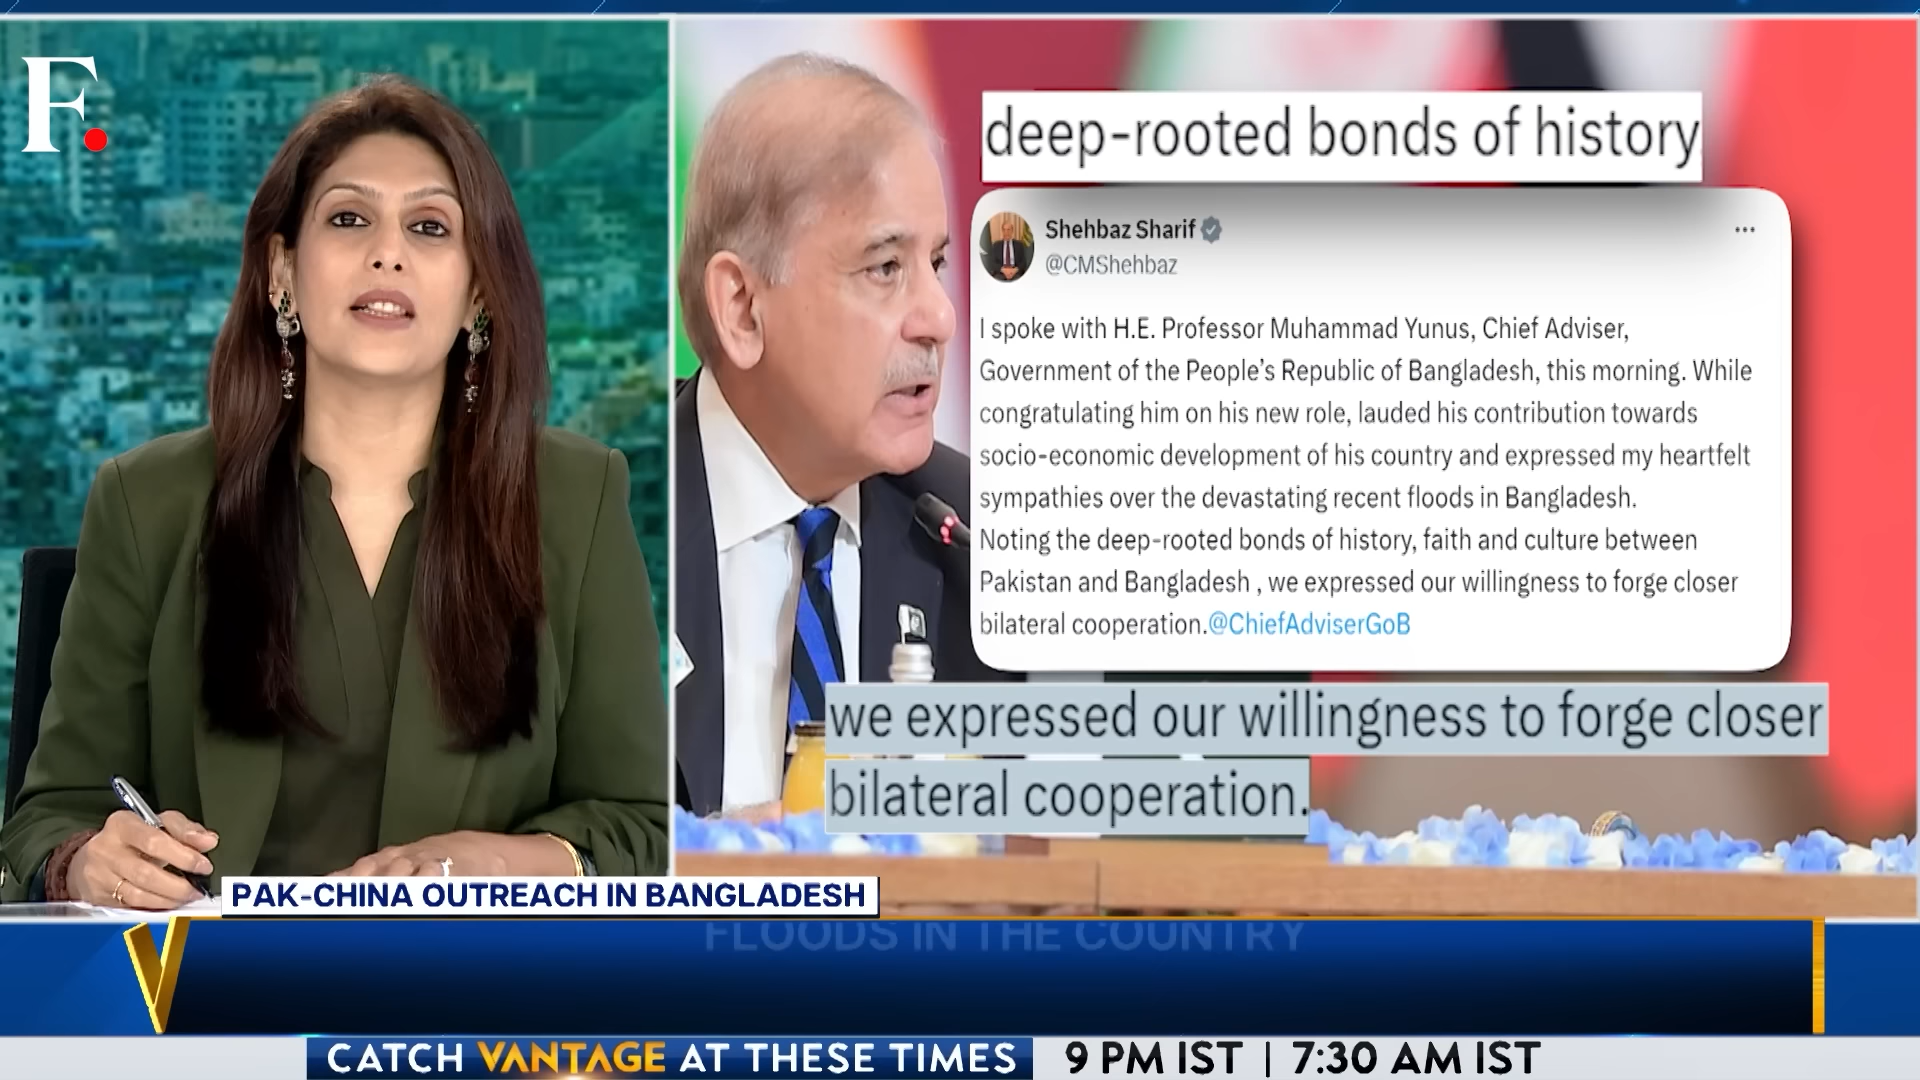 F.
deep-rooted bonds of history
Shehbaz Sharif
@CMShehbaz
I spoke with H.E. Professor Muhammad Yunus, Chief Adviser,
Government of the People's Republic of Bangladesh, this morning. While
congratulating him on his new role, lauded his contribution towards
socio-economic development of his country and expressed my heartfelt
sympathies over the devastating recent floods in Bangladesh.
Noting the deep-rooted bonds of history, faith and culture between
Pakistan and Bangladesh , we expressed our willingness to forge closer
bilateral cooperation.@ChiefAdviserGoB
we expressed our willingness to forge closer
bilateral cooperation.
PAK-CHINA OUTREACH IN BANGLADESH
FLOODS IN THE COUNTRY
V
CATCH VANTAGE AT THESE TIMES 9 PM IST | 7:30 AM IST